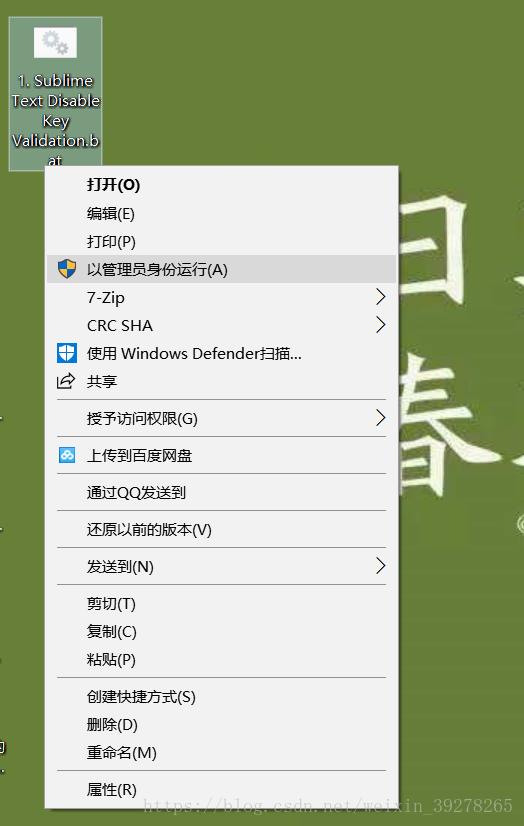 1. Sublime
Text Disable
Key
Validation.b
at
打开(O)
编辑(E)
打印(P)
以管理员身份运行(A)
7-Zip
CRC SHA
使用 Windows Defender扫描...
共享
授予访问权限(G)
上传到百度网盘
通过QQ发送到
还原以前的版本(V)
发送到(N)
剪切(T)
复制(C)
粘贴(P)
创建快捷方式(S)
删除(D)
重命名(M)
属性(R)
日
春
https://blog.csdn.net/weixin_39278265